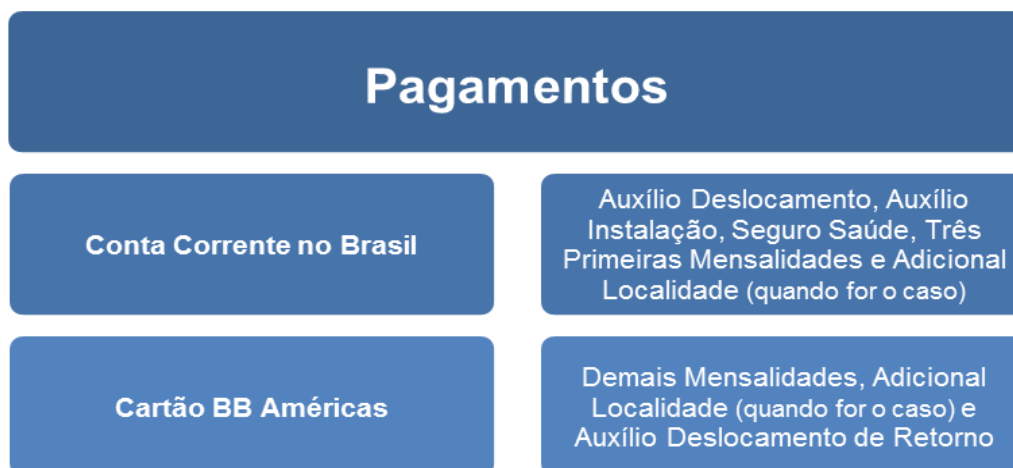 Pagamentos
Conta Corrente no Brasil
Auxílio Deslocamento, Auxílio
Instalação, Seguro Saúde, Três
Primeiras Mensalidades e Adicional
Localidade (quando for o caso)
Cartão BB Américas
Demais Mensalidades, Adicional
Localidade (quando for o caso) e
Auxílio Deslocamento de Retorno